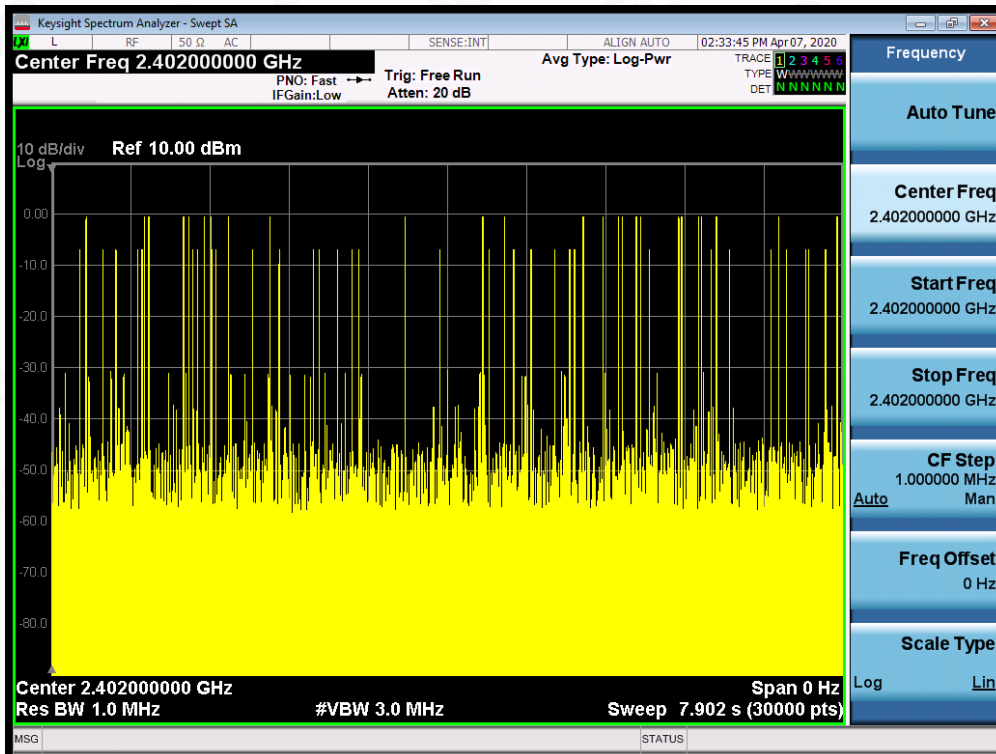 Keysight Spectrum Analyzer - Swept SA
LXI L RF 50 Ω AC SENSE:INT ALIGN AUTO 02:33:45 PM Apr 07, 2020
Center Freq 2.402000000 GHz
PNO: Fast
IFGain:Low
Trig: Free Run
Atten: 20 dB
Avg Type: Log-Pwr
TRACE 1 2 3 4 5 6
TYPE WWWWWW
DET N N N N N N
10 dB/div Ref 10.00 dBm
Log
0.00
-10.0
-20.0
-30.0
-40.0
-50.0
-60.0
-70.0
-80.0
Center 2.402000000 GHz Span 0 Hz
Res BW 1.0 MHz #VBW 3.0 MHz Sweep 7.902 s (30000 pts)
MSG STATUS
Frequency
Auto Tune
Center Freq
2.402000000 GHz
Start Freq
2.402000000 GHz
Stop Freq
2.402000000 GHz
CF Step
1.000000 MHz
Auto Man
Freq Offset
0 Hz
Scale Type
Log Lin